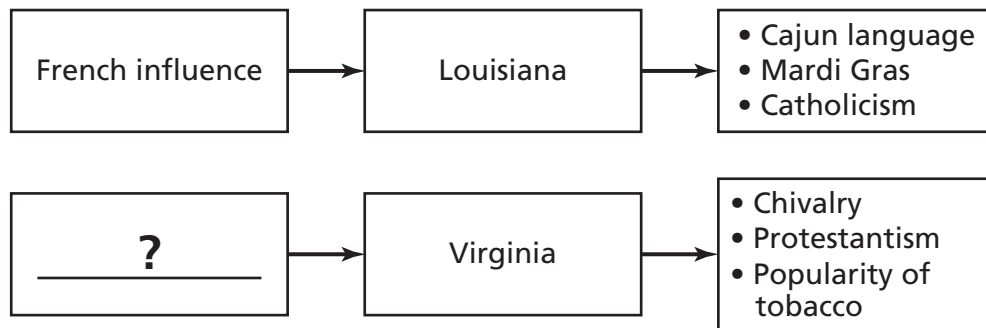 French influence
Louisiana
• Cajun language
• Mardi Gras
• Catholicism
?
Virginia
• Chivalry
• Protestantism
• Popularity of
tobacco